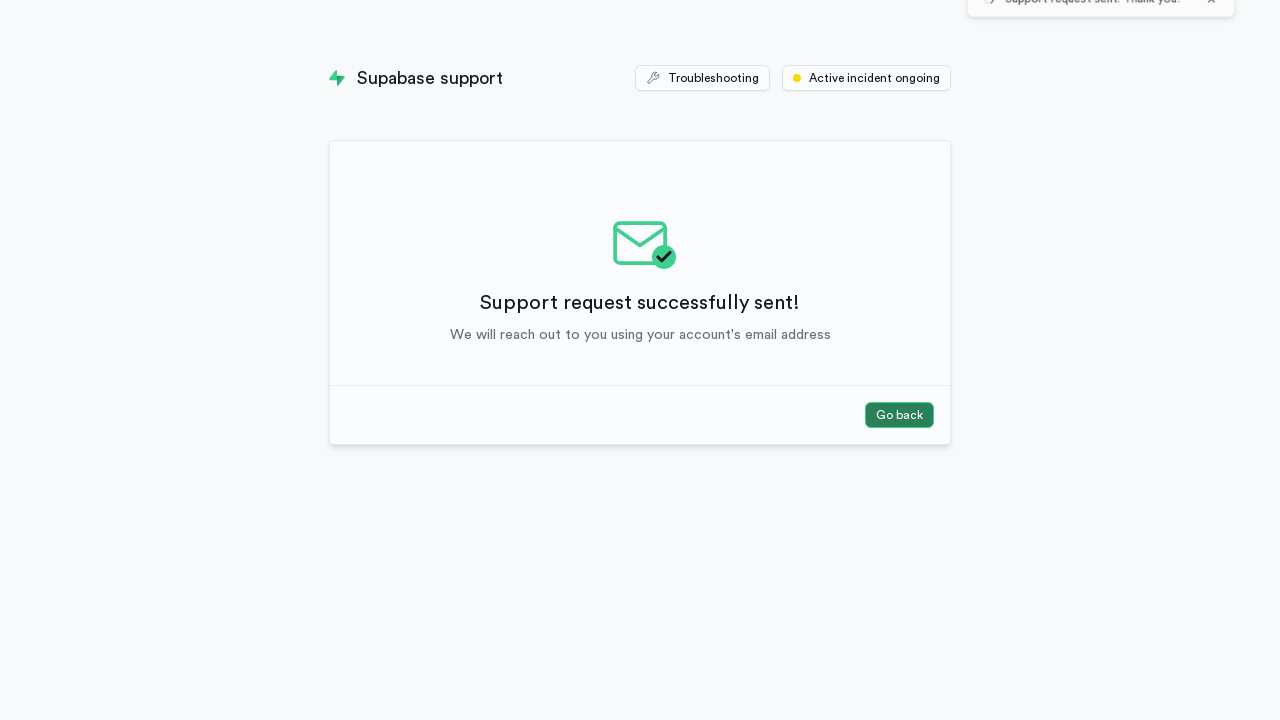 Support request sent. Thank you!
Supabase support
Troubleshooting
Active incident ongoing
Support request successfully sent!
We will reach out to you using your account's email address
Go back